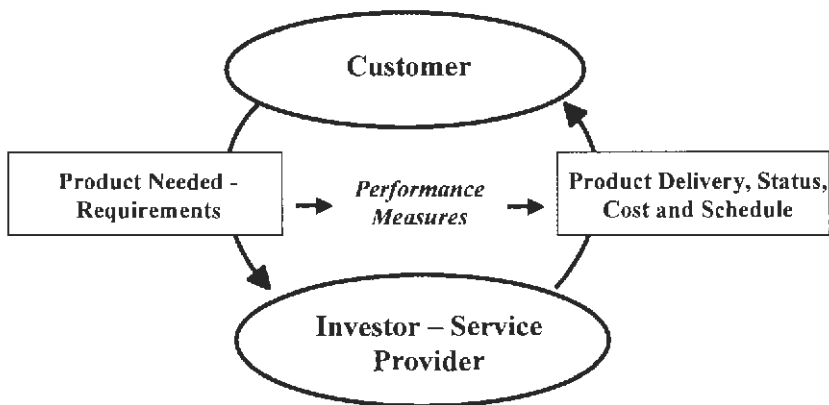 Customer
Product Needed -
Requirements
Performance
Measures
Product Delivery, Status,
Cost and Schedule
Investor – Service
Provider